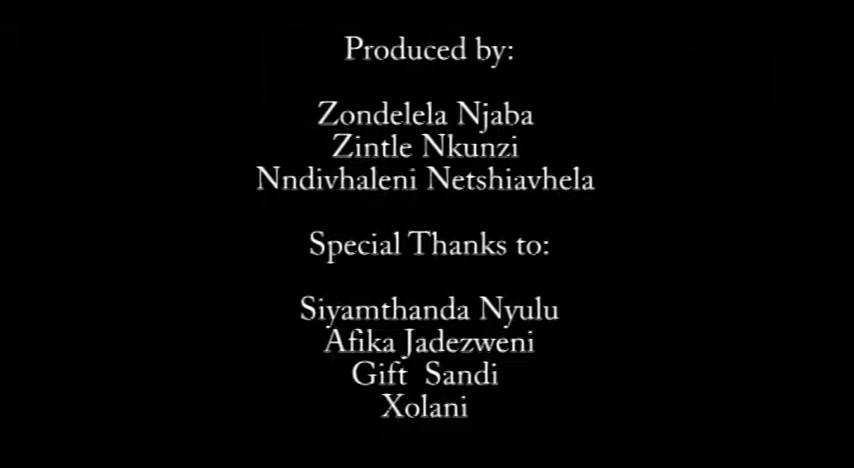 Produced by:
Zondelela Njaba
Zintle Nkunzi
Nndivhaleni Netshiavhela
Special Thanks to:
Siyamthanda Nyulu
Afika Jadezweni
Gift Sandi
Xolani